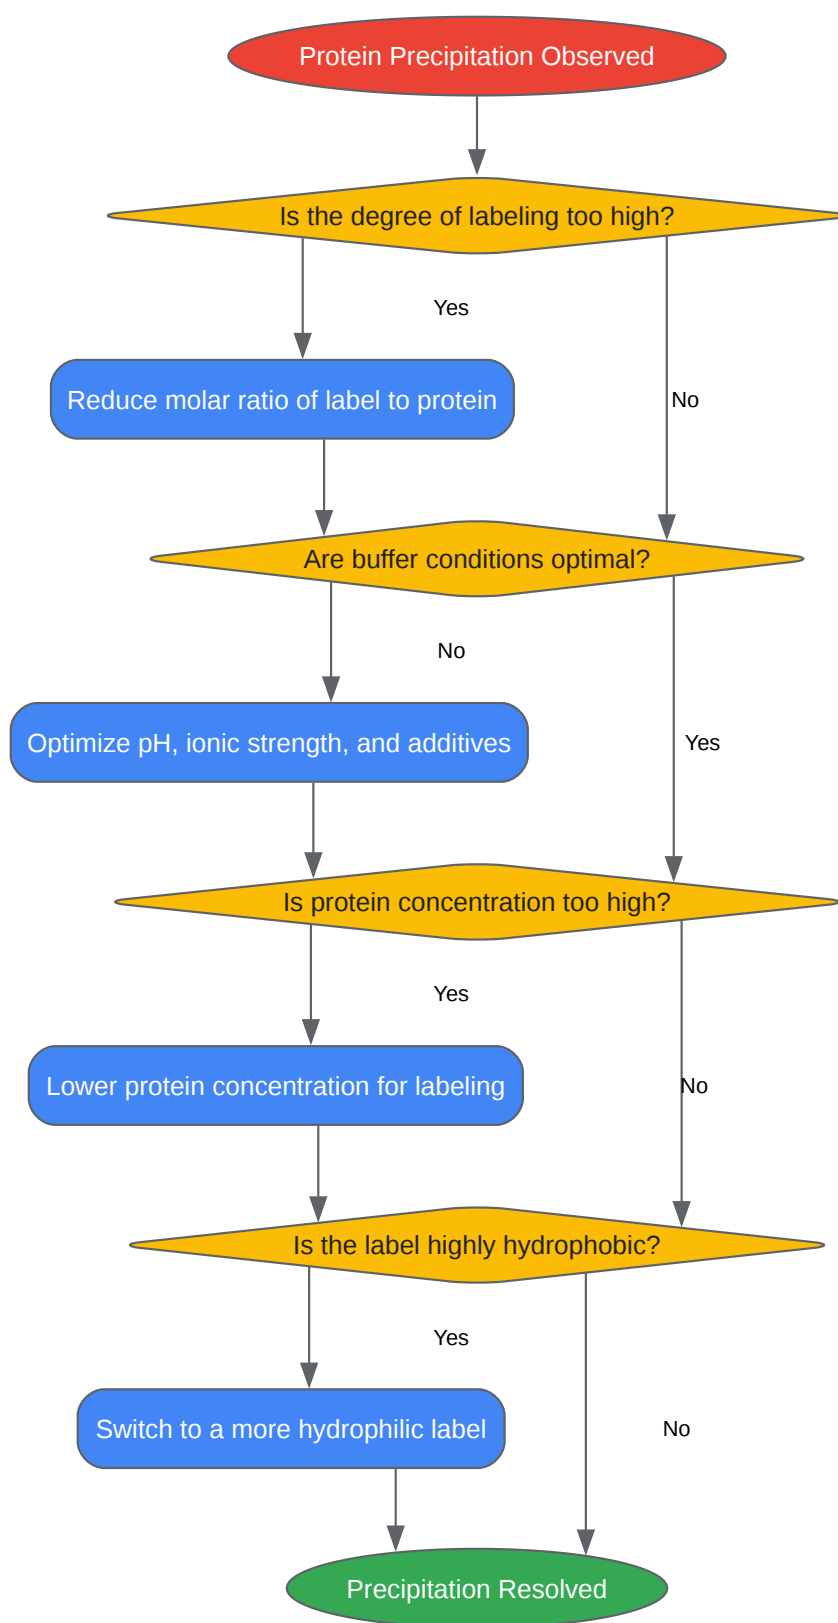 Protein Precipitation Observed
Is the degree of labeling too high?
Yes
Reduce molar ratio of label to protein
No
Are buffer conditions optimal?
No
Optimize pH, ionic strength, and additives
Yes
Is protein concentration too high?
Yes
Lower protein concentration for labeling
No
Is the label highly hydrophobic?
Yes
Switch to a more hydrophilic label
No
Precipitation Resolved